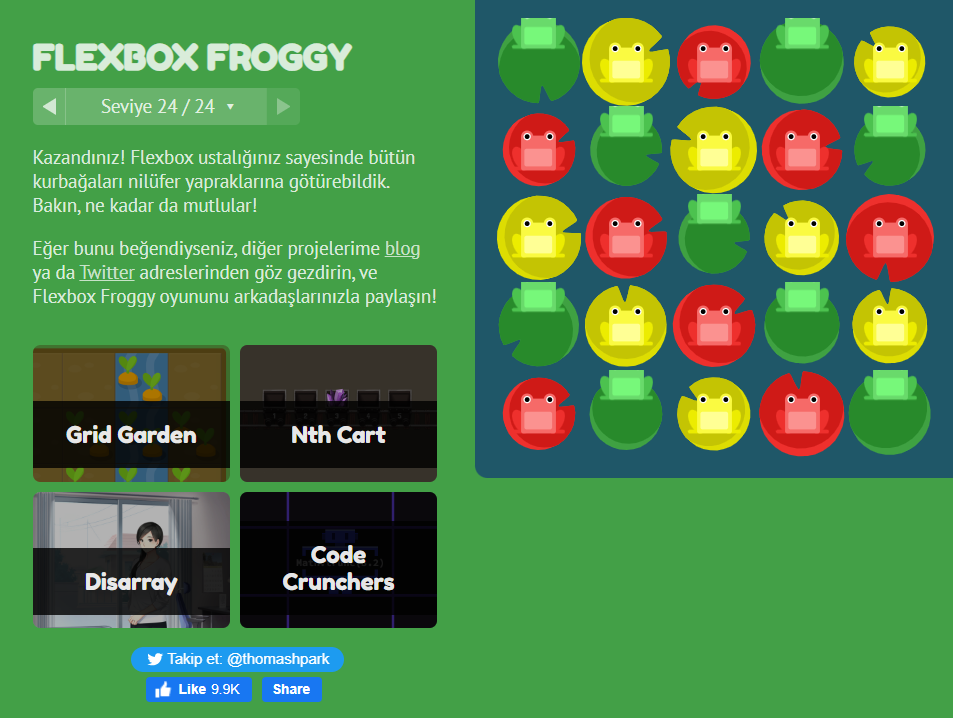 FLEXBOX FROGGY
Seviye 24 / 24
Kazandınız! Flexbox ustalığınız sayesinde bütün
kurbağaları nilüfer yapraklarına götürebildik.
Bakın, ne kadar da mutlular!
Eğer bunu beğendiyseniz, diğer projelerime blog
ya da Twitter adreslerinden göz gezdirin, ve
Flexbox Froggy oyununu arkadaşlarınızla paylaşın!
Grid Garden
Nth Cart
Disarray
Code
Crunchers
Takip et: @thomashpark
Like 9.9K
Share